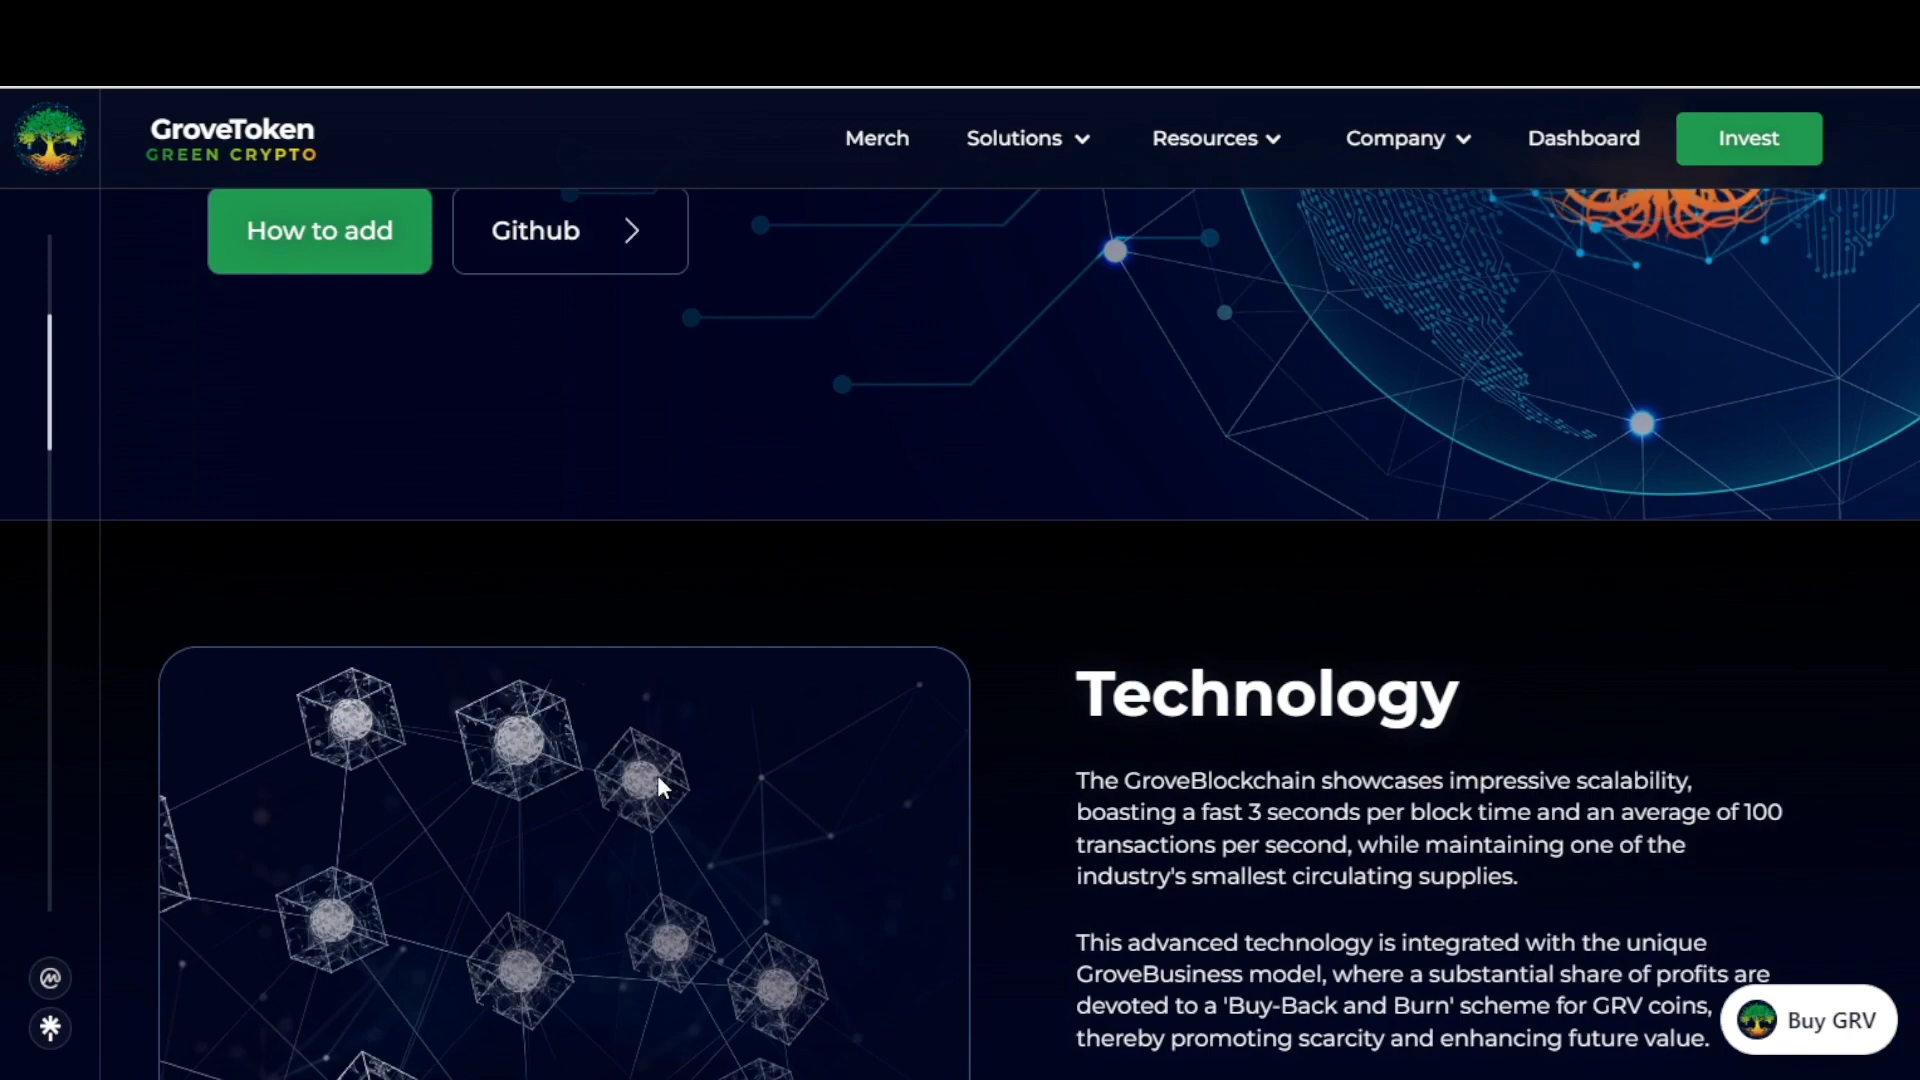 GroveToken
GREEN CRYPTO
Merch
Solutions
Resources
Company
Dashboard
Invest
How to add
Github
Technology
The GroveBlockchain showcases impressive scalability,
boasting a fast 3 seconds per block time and an average of 100
transactions per second, while maintaining one of the
industry's smallest circulating supplies.
This advanced technology is integrated with the unique
GroveBusiness model, where a substantial share of profits are
devoted to a 'Buy-Back and Burn' scheme for GRV coins,
thereby promoting scarcity and enhancing future value.
Buy GRV